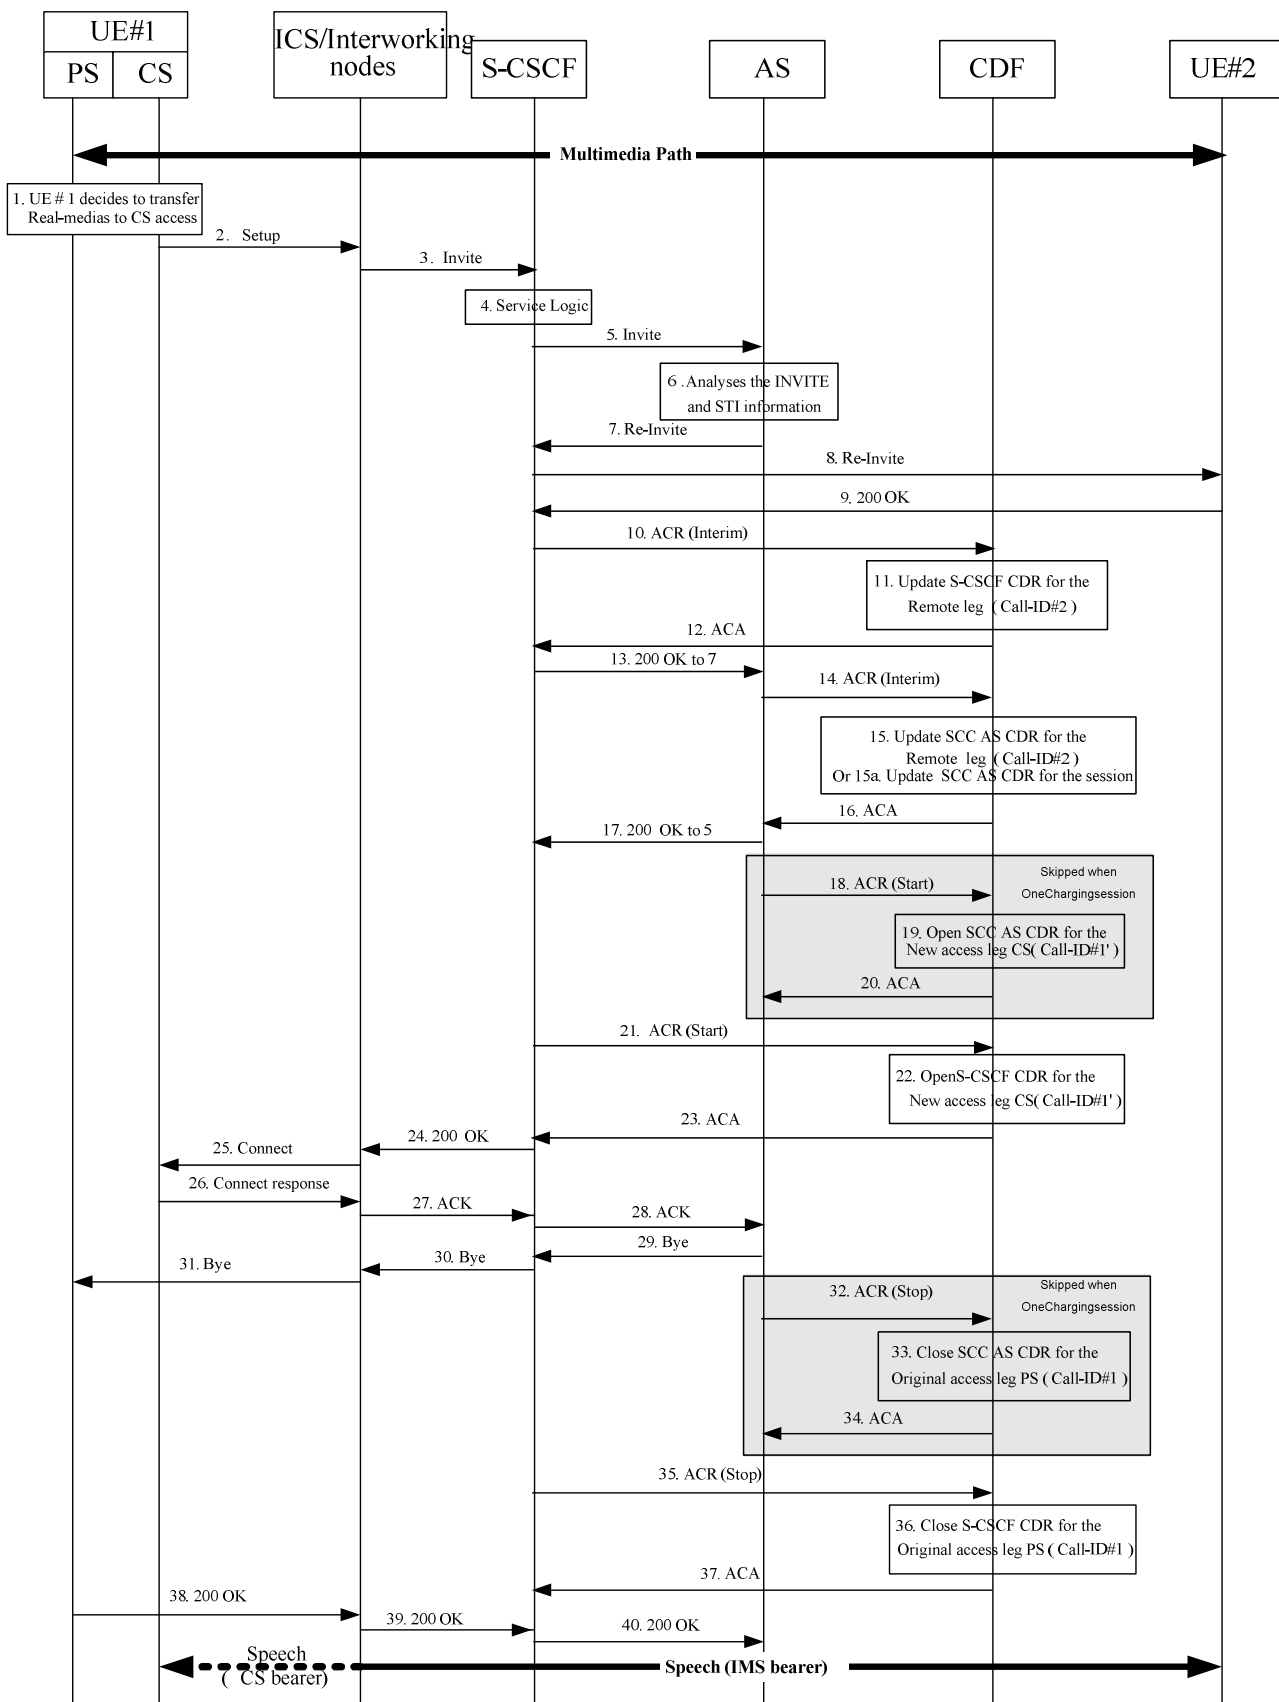 UE#1
PS
CS
ICS/Interworking
nodes
S-CSCF
AS
CDF
UE#2
Multimedia Path
1. UE # 1 decides to transfer
Real-medias to CS access
2. Setup
3. Invite
4. Service Logic
5. Invite
6 .Analyses the INVITE
and STI information
7. Re-Invite
8. Re-Invite
9. 200 OK
10. ACR (Interim)
11. Update S-CSCF CDR for the
Remote leg ( Call-ID#2 )
12. ACA
13. 200 OK to 7
14. ACR (Interim)
15. Update SCC AS CDR for the
Remote leg ( Call-ID#2 )
Or 15a. Update SCC AS CDR for the session
16. ACA
17. 200 OK to 5
Skipped when
OneChargingsession
18. ACR (Start)
19. Open SCC AS CDR for the
New access leg CS( Call-ID#1' )
20. ACA
21. ACR (Start)
22. OpenS-CSCF CDR for the
New access leg CS( Call-ID#1' )
23. ACA
24. 200 OK
25. Connect
26. Connect response
27. ACK
28. ACK
29. Bye
30. Bye
31. Bye
Skipped when
OneChargingsession
32. ACR (Stop)
33. Close SCC AS CDR for the
Original access leg PS ( Call-ID#1 )
34. ACA
35. ACR (Stop)
36. Close S-CSCF CDR for the
Original access leg PS ( Call-ID#1 )
37. ACA
38. 200 OK
39. 200 OK
40. 200 OK
Speech
( CS bearer)
Speech (IMS bearer)